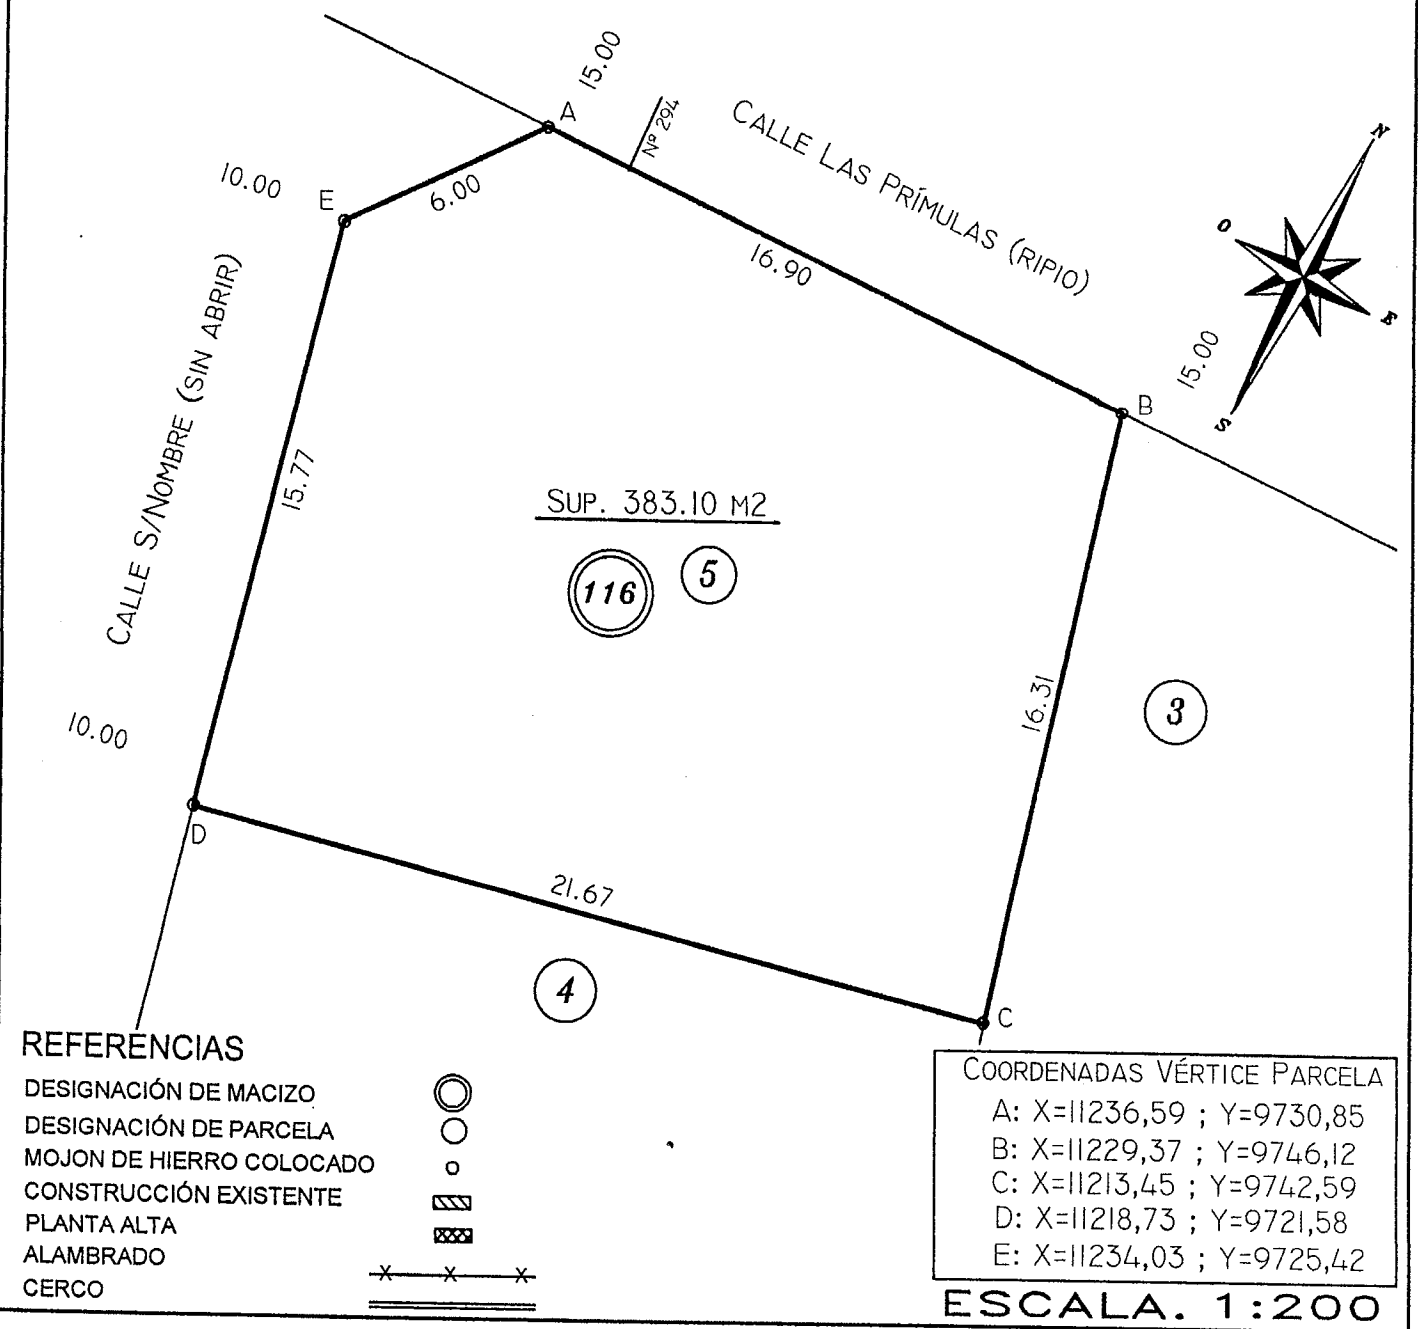 15.00
A
Nº 294
CALLE LAS PRÍMULAS (RIPIO)
N
O
E
S
10.00
E
6.00
16.90
15.00
B
CALLE S/NOMBRE (SIN ABRIR)
15.77
SUP. 383.10 M2
116
5
16.31
3
10.00
D
21.67
4
C
REFERENCIAS
DESIGNACIÓN DE MACIZO
DESIGNACIÓN DE PARCELA
MOJON DE HIERRO COLOCADO
CONSTRUCCIÓN EXISTENTE
PLANTA ALTA
ALAMBRADO
CERCO
COORDENADAS VÉRTICE PARCELA
A: X=11236,59 ; Y=9730,85
B: X=11229,37 ; Y=9746,12
C: X=11213,45 ; Y=9742,59
D: X=11218,73 ; Y=9721,58
E: X=11234,03 ; Y=9725,42
ESCALA. 1:200